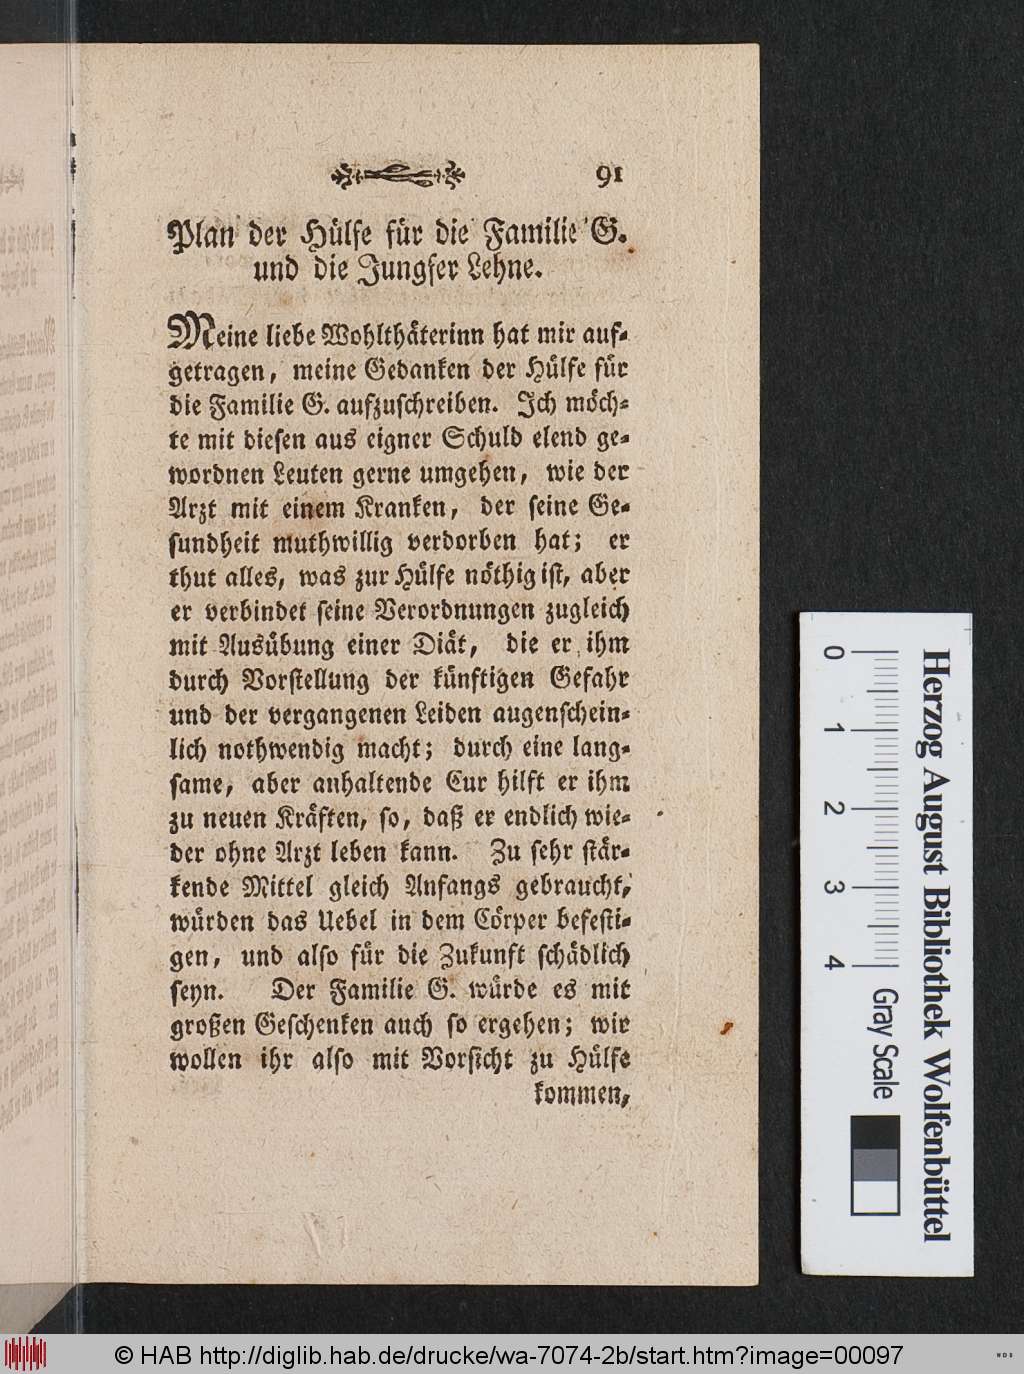 91
Plan der Hülfe für die Familie G.
und die Jungfer Lehne.
Meine liebe Wohlthäterinn hat mir auf-
getragen, meine Gedanken der Hülfe für
die Familie G. aufzuschreiben. Ich möch-
te mit diesen aus eigner Schuld elend ge-
wordnen Leuten gerne umgehen, wie der
Arzt mit einem Kranken, der seine Ge-
sundheit muthwillig verdorben hat; er
thut alles, was zur Hülfe nöthig ist, aber
er verbindet seine Verordnungen zugleich
mit Ausübung einer Diät, die er ihm
durch Vorstellung der künftigen Gefahr
und der vergangenen Leiden augenschein-
lich nothwendig macht; durch eine lang-
same, aber anhaltende Cur hilft er ihm
zu neuen Kräften, so, daß er endlich wie-
der ohne Arzt leben kann. Zu sehr stär-
kende Mittel gleich Anfangs gebraucht,
würden das Uebel in dem Cörper befesti-
gen, und also für die Zukunft schädlich
seyn. Der Familie G. würde es mit
großen Geschenken auch so ergehen; wir
wollen ihr also mit Vorsicht zu Hülfe
kommen,
0 1 2 3 4
Gray Scale
Herzog August Bibliothek Wolfenbüttel
© HAB http://diglib.hab.de/drucke/wa-7074-2b/start.htm?image=00097